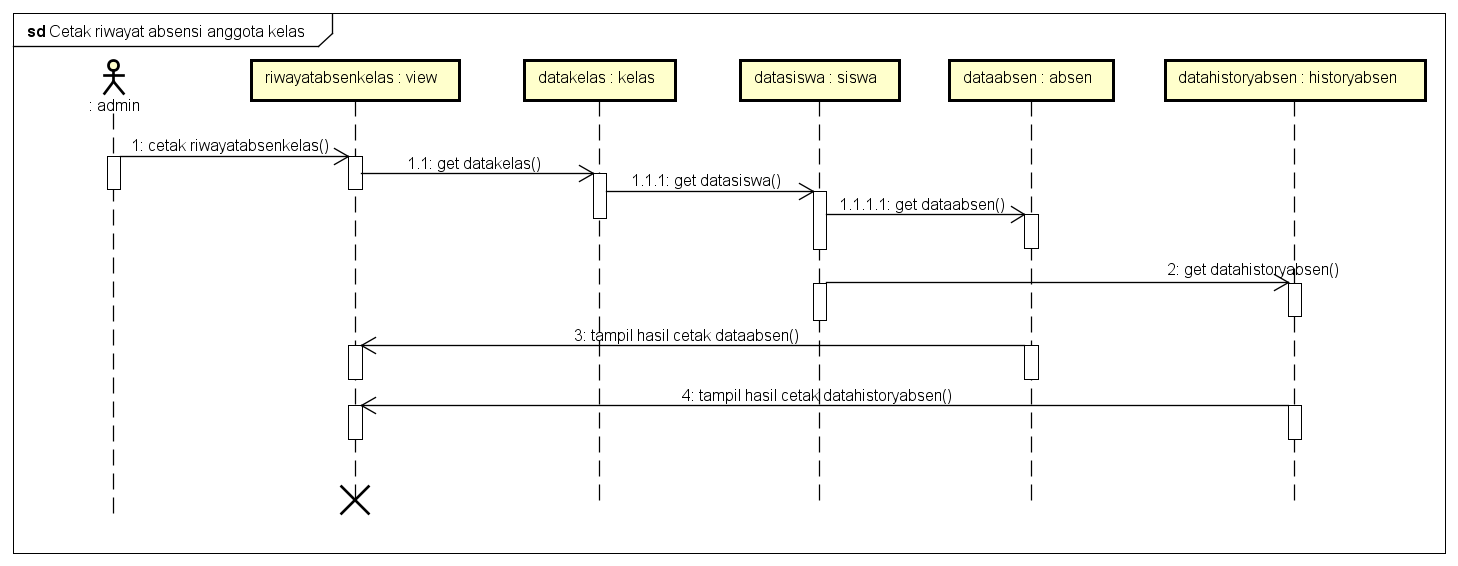 sd Cetak riwayat absensi anggota kelas
: admin
riwayatabsenkelas : view
datakelas : kelas
datasiswa : siswa
dataabsen : absen
datahistoryabsen : historyabsen
1: cetak riwayatabsenkelas()
1.1: get datakelas()
1.1.1: get datasiswa()
1.1.1.1: get dataabsen()
2: get datahistoryabsen()
3: tampil hasil cetak dataabsen()
4: tampil hasil cetak datahistoryabsen()